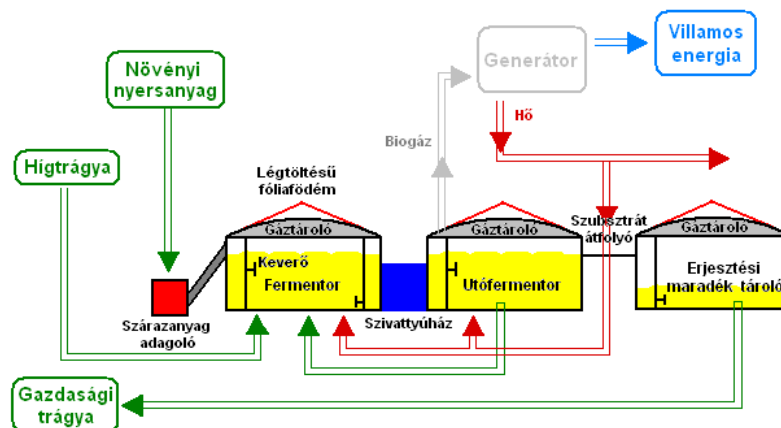 Villamos
energia
Generátor
Növényi
nyersanyag
Hő
Biogáz
Hígtrágya
Légtöltésű
fóliafödém
Szubsztrát
átfolyó
Gáztároló
Gáztároló
Gáztároló
Keverő
Fermentor
Utófermentor
Erjesztési
maradék tároló
Szárazanyag
adagoló
Szivattyúház
Gazdasági
trágya